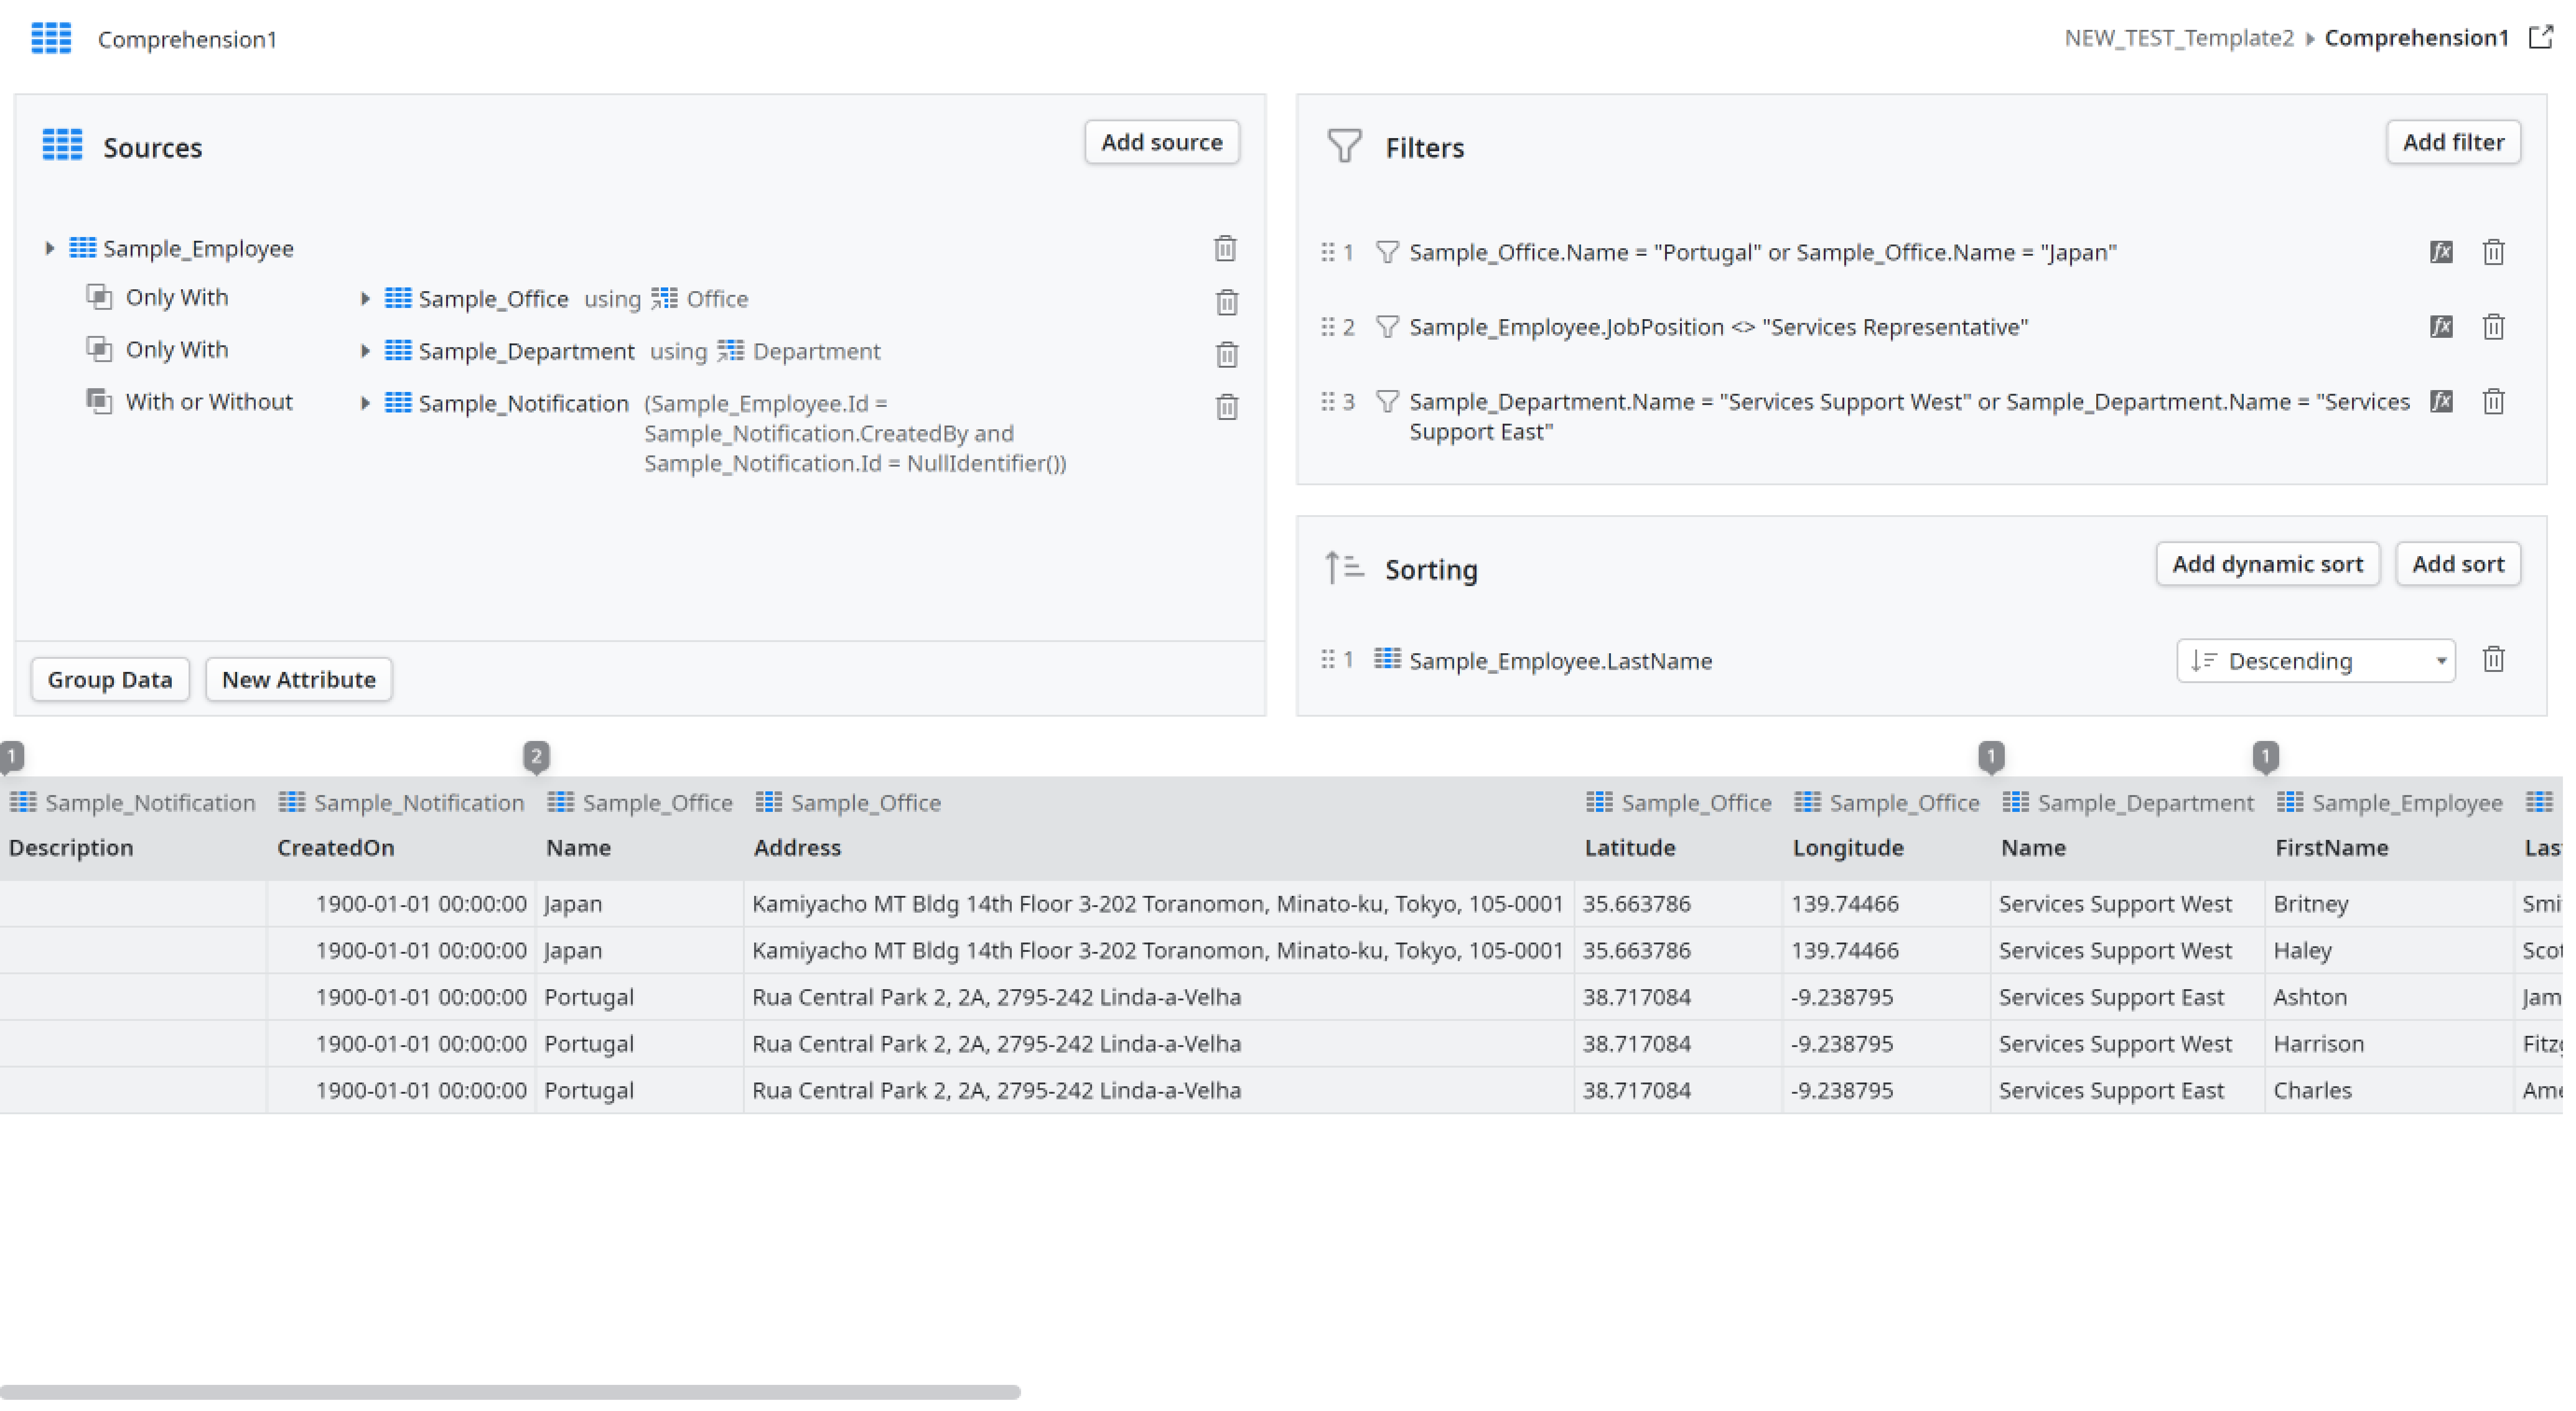 Comprehension1
NEW_TEST_Template2 Comprehension1
Sources
Add source
Sample_Employee
Only With Sample_Office using Office
Only With Sample_Department using Department
With or Without Sample_Notification (Sample_Employee.Id =
Sample_Notification.CreatedBy and
Sample_Notification.Id = NullIdentifier())
Group Data New Attribute
Filters
Add filter
1 Sample_Office.Name = "Portugal" or Sample_Office.Name = "Japan" fx
2 Sample_Employee.JobPosition <> "Services Representative" fx
3 Sample_Department.Name = "Services Support West" or Sample_Department.Name = "Services fx
Support East"
Sorting
Add dynamic sort Add sort
1 Sample_Employee.LastName Descending
1 2 1 1
Sample_Notification Sample_Notification Sample_Office Sample_Office Sample_Office Sample_Office Sample_Department Sample_Employee
Description CreatedOn Name Address Latitude Longitude Name FirstName Las
1900-01-01 00:00:00 Japan Kamiyacho MT Bldg 14th Floor 3-202 Toranomon, Minato-ku, Tokyo, 105-0001 35.663786 139.74466 Services Support West Britney Smi
1900-01-01 00:00:00 Japan Kamiyacho MT Bldg 14th Floor 3-202 Toranomon, Minato-ku, Tokyo, 105-0001 35.663786 139.74466 Services Support West Haley Scot
1900-01-01 00:00:00 Portugal Rua Central Park 2, 2A, 2795-242 Linda-a-Velha 38.717084 -9.238795 Services Support East Ashton Jam
1900-01-01 00:00:00 Portugal Rua Central Park 2, 2A, 2795-242 Linda-a-Velha 38.717084 -9.238795 Services Support West Harrison Fitzg
1900-01-01 00:00:00 Portugal Rua Central Park 2, 2A, 2795-242 Linda-a-Velha 38.717084 -9.238795 Services Support East Charles Ame